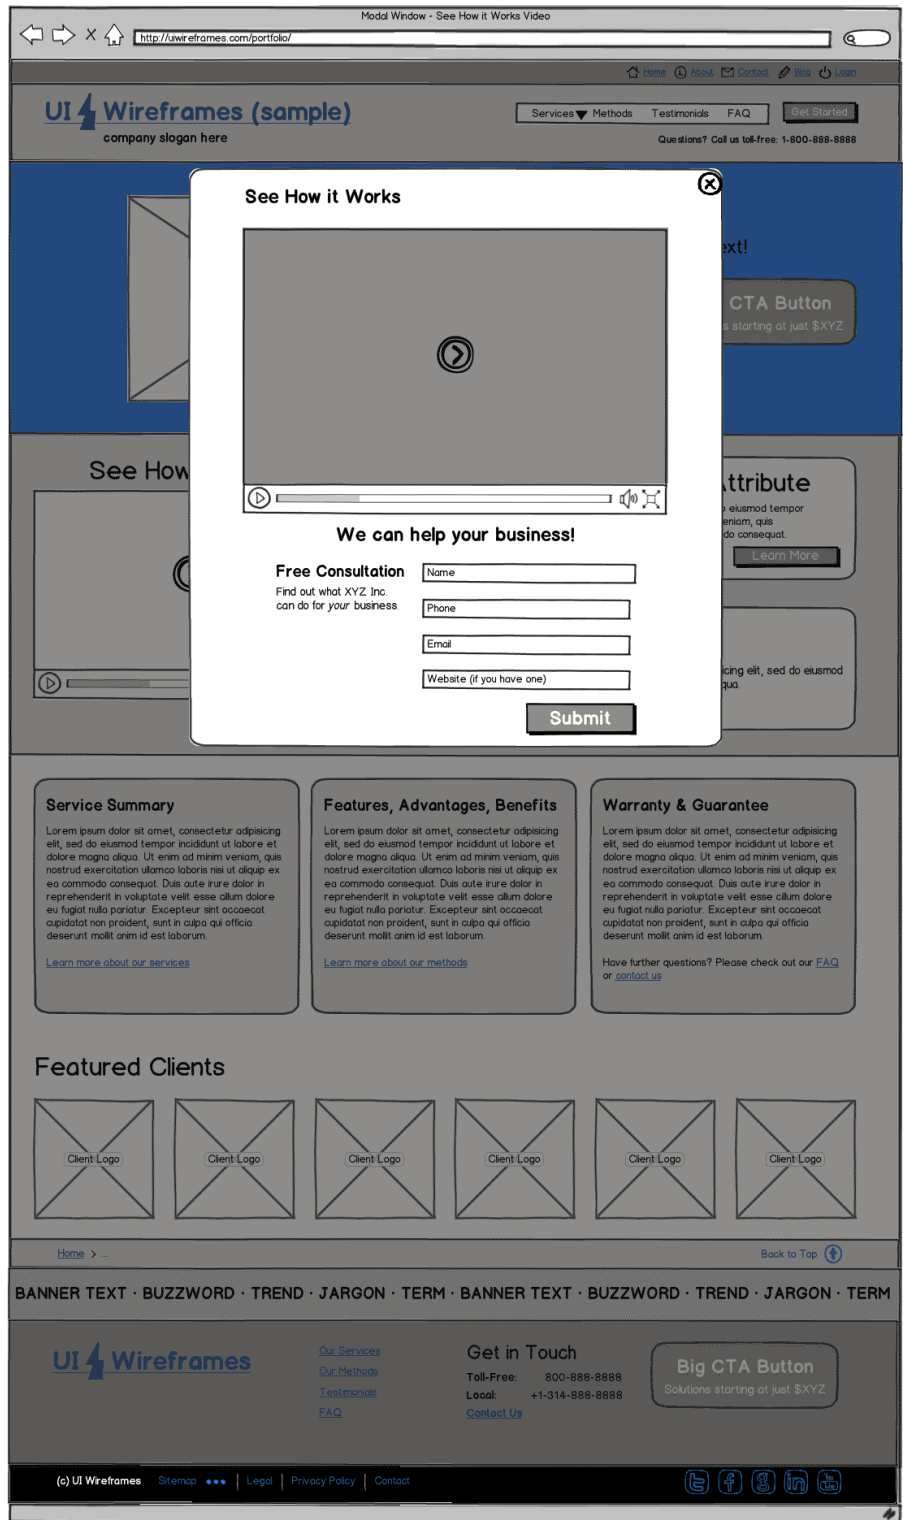 Modal Window - See How it Works Video
http://uiwireframes.com/portfolio/
Home About Contact Blog Login
UI Wireframes (sample)
company slogan here
Services Methods Testimonials FAQ
Get Started
Questions? Call us toll-free: 1-800-888-8888
See How it Works
ext!
CTA Button
s starting at just $XYZ
See How
We can help your business!
Free Consultation
Find out what XYZ Inc.
can do for your business.
Name
Phone
Email
Website (if you have one)
Submit
Attribute
eiusmod tempor
eniam, quis
do consequat.
Learn More
icing elit, sed do eiusmod
qua.
Service Summary
Lorem ipsum dolor sit amet, consectetur adipisicing
elit, sed do eiusmod tempor incididunt ut labore et
dolore magna aliqua. Ut enim ad minim veniam, quis
nostrud exercitation ullamco laboris nisi ut aliquip ex
ea commodo consequat. Duis aute irure dolor in
reprehenderit in voluptate velit esse cillum dolore
eu fugiat nulla pariatur. Excepteur sint occaecat
cupidatat non proident, sunt in culpa qui officia
deserunt mollit anim id est laborum.
Learn more about our services
Features, Advantages, Benefits
Lorem ipsum dolor sit amet, consectetur adipisicing
elit, sed do eiusmod tempor incididunt ut labore et
dolore magna aliqua. Ut enim ad minim veniam, quis
nostrud exercitation ullamco laboris nisi ut aliquip ex
ea commodo consequat. Duis aute irure dolor in
reprehenderit in voluptate velit esse cillum dolore
eu fugiat nulla pariatur. Excepteur sint occaecat
cupidatat non proident, sunt in culpa qui officia
deserunt mollit anim id est laborum.
Learn more about our methods
Warranty & Guarantee
Lorem ipsum dolor sit amet, consectetur adipisicing
elit, sed do eiusmod tempor incididunt ut labore et
dolore magna aliqua. Ut enim ad minim veniam, quis
nostrud exercitation ullamco laboris nisi ut aliquip ex
ea commodo consequat. Duis aute irure dolor in
reprehenderit in voluptate velit esse cillum dolore
eu fugiat nulla pariatur. Excepteur sint occaecat
cupidatat non proident, sunt in culpa qui officia
deserunt mollit anim id est laborum.
Have further questions? Please check out our FAQ
or contact us
Featured Clients
Client Logo Client Logo Client Logo Client Logo Client Logo Client Logo
Home > ...
Back to Top
BANNER TEXT · BUZZWORD · TREND · JARGON · TERM · BANNER TEXT · BUZZWORD · TREND · JARGON · TERM
UI Wireframes
Our Services
Our Methods
Testimonials
FAQ
Get in Touch
Toll-Free: 800-888-8888
Local: +1-314-888-8888
Contact Us
Big CTA Button
Solutions starting at just $XYZ
(c) UI Wireframes Sitemap ••• | Legal | Privacy Policy | Contact